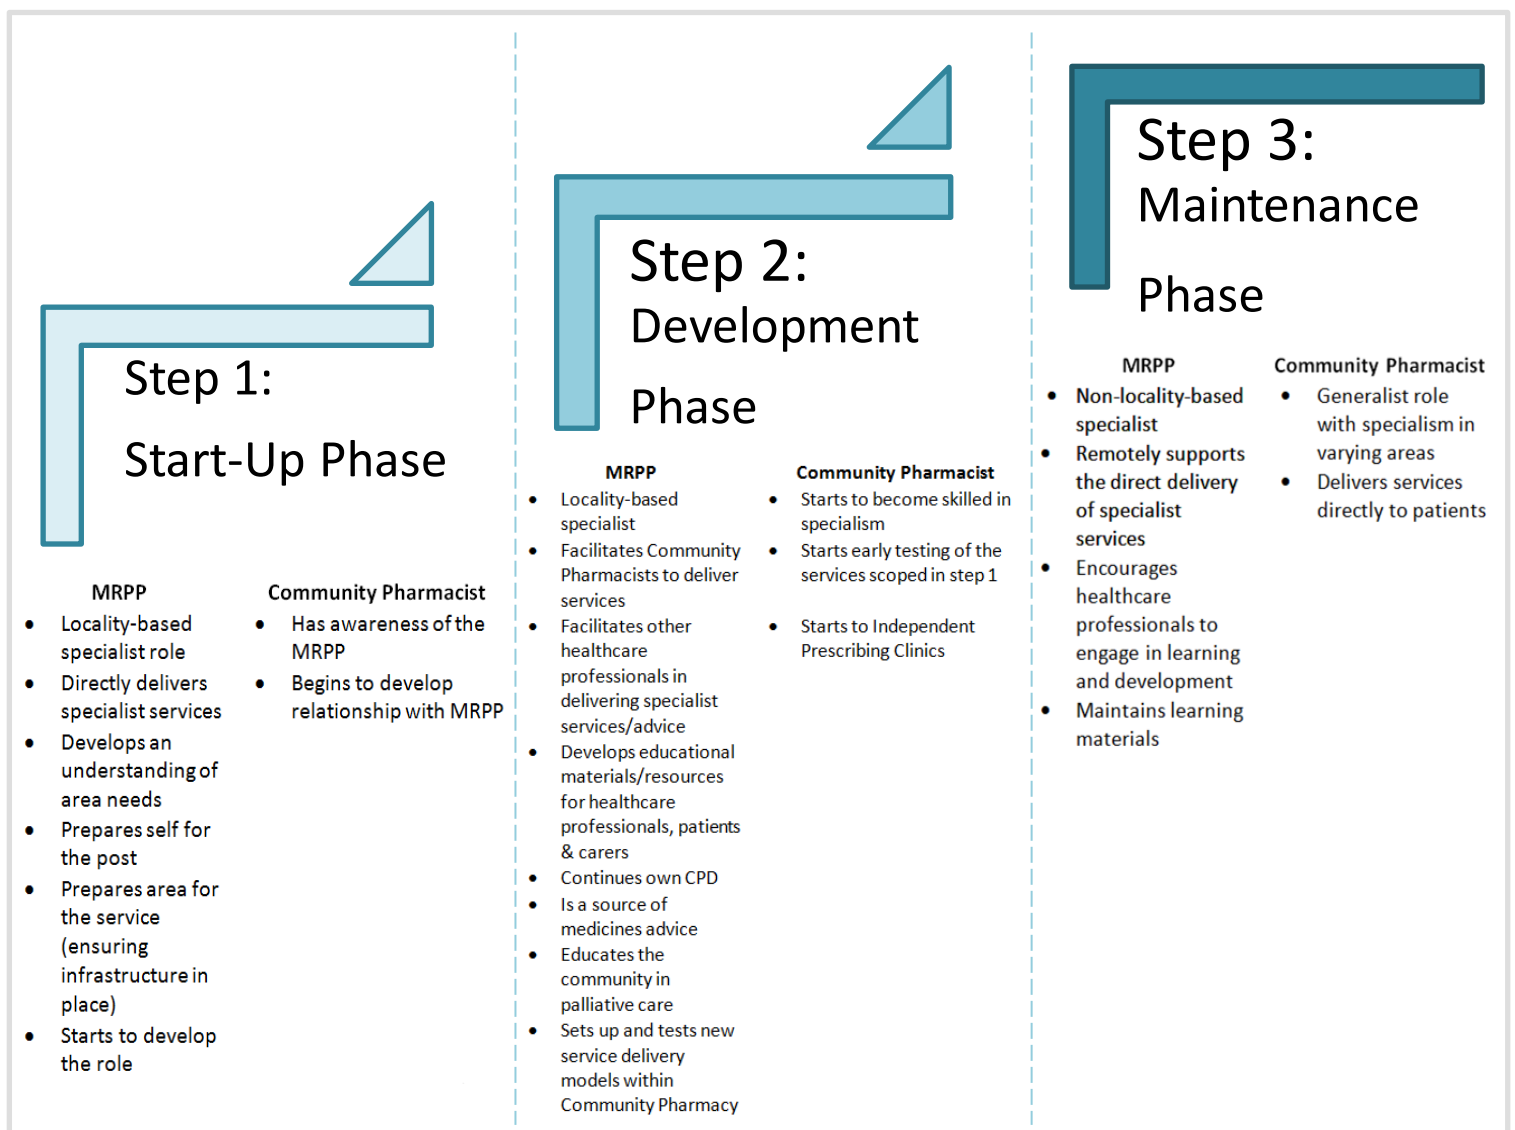 Step 1:
Start-Up Phase
MRPP
• Locality-based
specialist role
• Directly delivers
specialist services
• Develops an
understanding of
area needs
• Prepares self for
the post
• Prepares area for
the service
(ensuring
infrastructure in
place)
• Starts to develop
the role
Community Pharmacist
• Has awareness of the
MRPP
• Begins to develop
relationship with MRPP
Step 2:
Development
Phase
MRPP
• Locality-based
specialist
• Facilitates Community
Pharmacists to deliver
services
• Facilitates other
healthcare
professionals in
delivering specialist
services/advice
• Develops educational
materials/resources
for healthcare
professionals, patients
& carers
• Continues own CPD
• Is a source of
medicines advice
• Educates the
community in
palliative care
• Sets up and tests new
service delivery
models within
Community Pharmacy
Community Pharmacist
• Starts to become skilled in
specialism
• Starts early testing of the
services scoped in step 1
• Starts to Independent
Prescribing Clinics
Step 3:
Maintenance
Phase
MRPP
• Non-locality-based
specialist
• Remotely supports
the direct delivery
of specialist
services
• Encourages
healthcare
professionals to
engage in learning
and development
• Maintains learning
materials
Community Pharmacist
• Generalist role
with specialism in
varying areas
• Delivers services
directly to patients